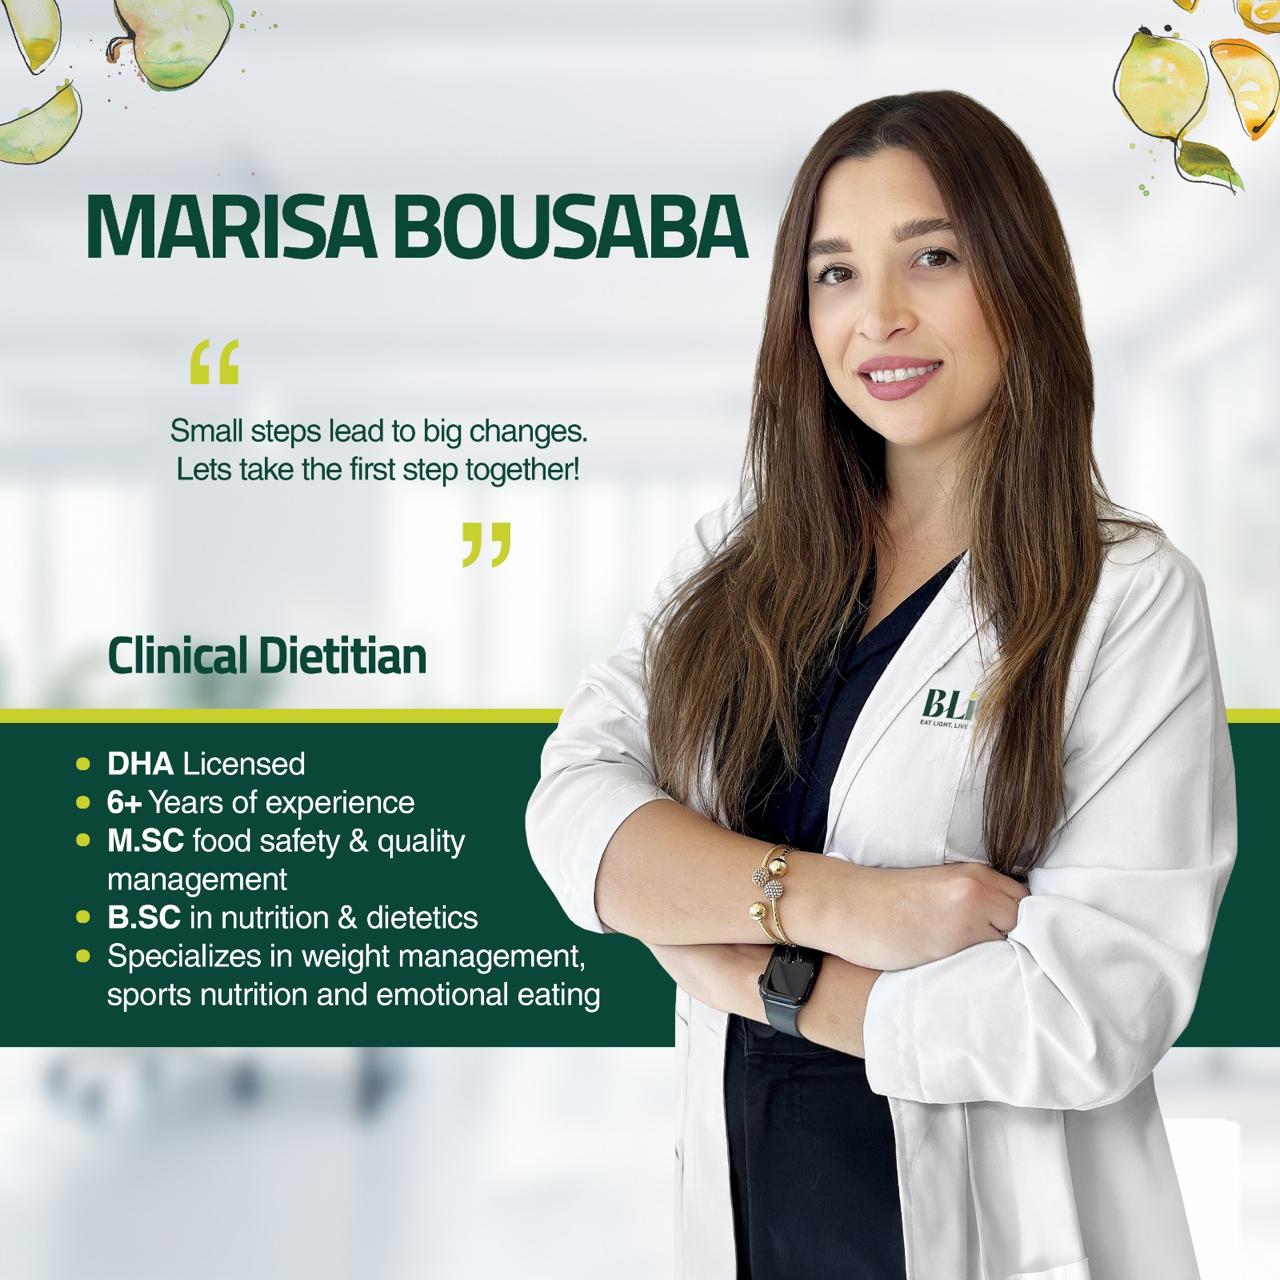 MARISA BOUSABA
“
Small steps lead to big changes.
Lets take the first step together!
”
Clinical Dietitian
• DHA Licensed
• 6+ Years of experience
• M.SC food safety & quality
management
• B.SC in nutrition & dietetics
• Specializes in weight management,
sports nutrition and emotional eating
EAT LIGHT, LIVE